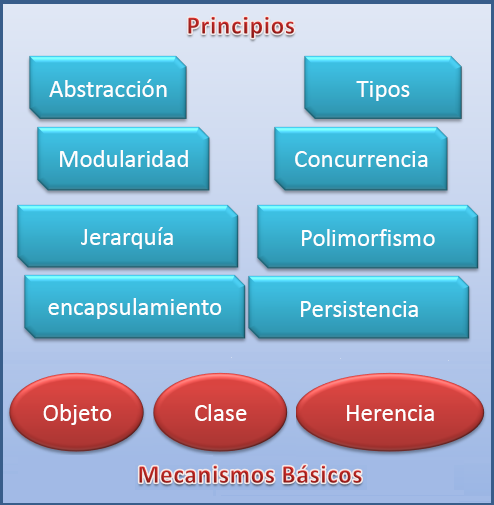 Principios
Abstracción
Tipos
Modularidad
Concurrencia
Jerarquía
Polimorfismo
encapsulamiento
Persistencia
Objeto
Clase
Herencia
Mecanismos Básicos